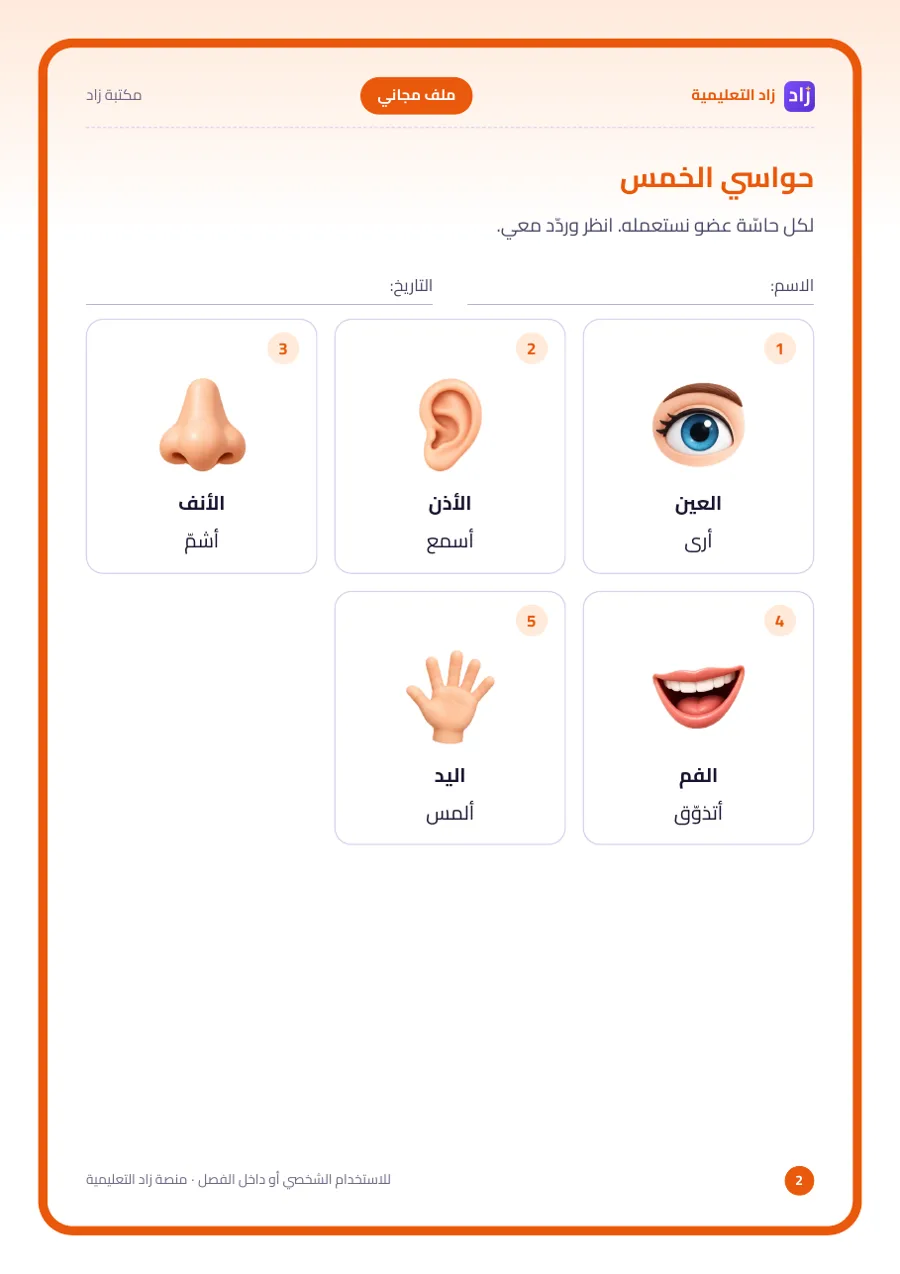 زاد
زاد التعليمية
ملف مجاني
مكتبة زاد
حواسي الخمس
لكل حاسّة عضو نستعمله. انظر وردّد معي.
الاسم:
التاريخ:
1
العين
أرى
2
الأذن
أسمع
3
الأنف
أشمّ
4
الفم
أتذوّق
5
اليد
ألمس
2
للاستخدام الشخصي أو داخل الفصل · منصة زاد التعليمية